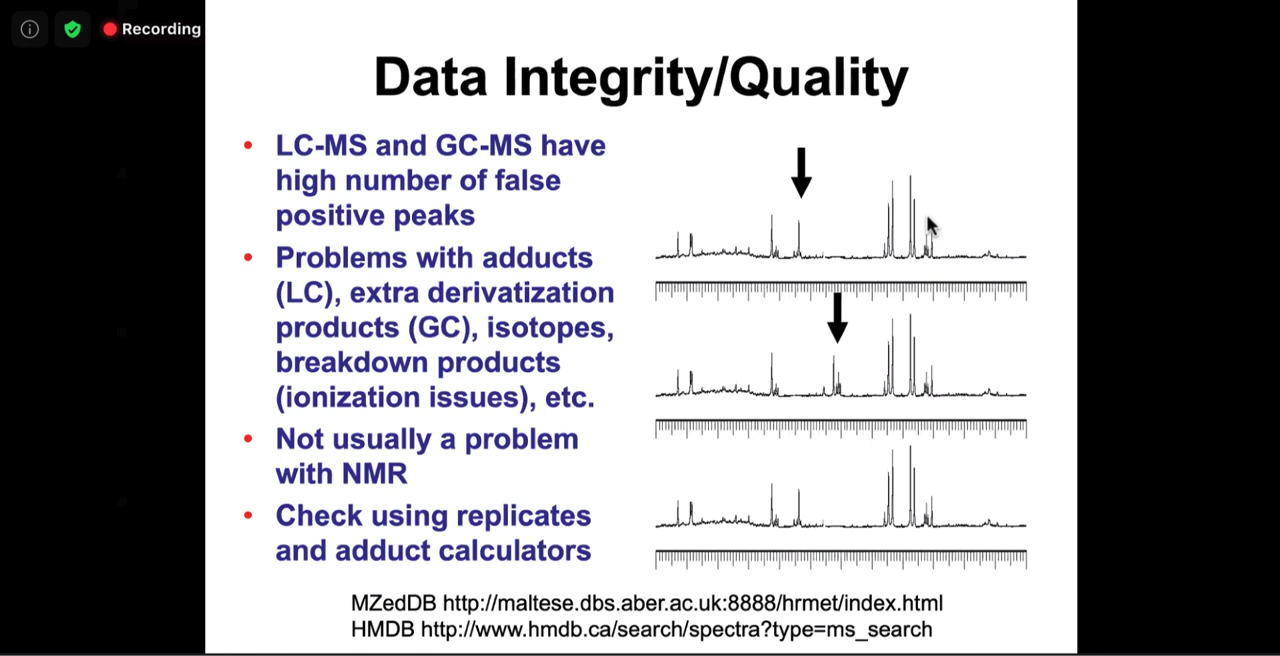 Recording
Data Integrity/Quality
• LC-MS and GC-MS have
high number of false
positive peaks
• Problems with adducts
(LC), extra derivatization
products (GC), isotopes,
breakdown products
(ionization issues), etc.
• Not usually a problem
with NMR
• Check using replicates
and adduct calculators
MZedDB http://maltese.dbs.aber.ac.uk:8888/hrmet/index.html
HMDB http://www.hmdb.ca/search/spectra?type=ms_search